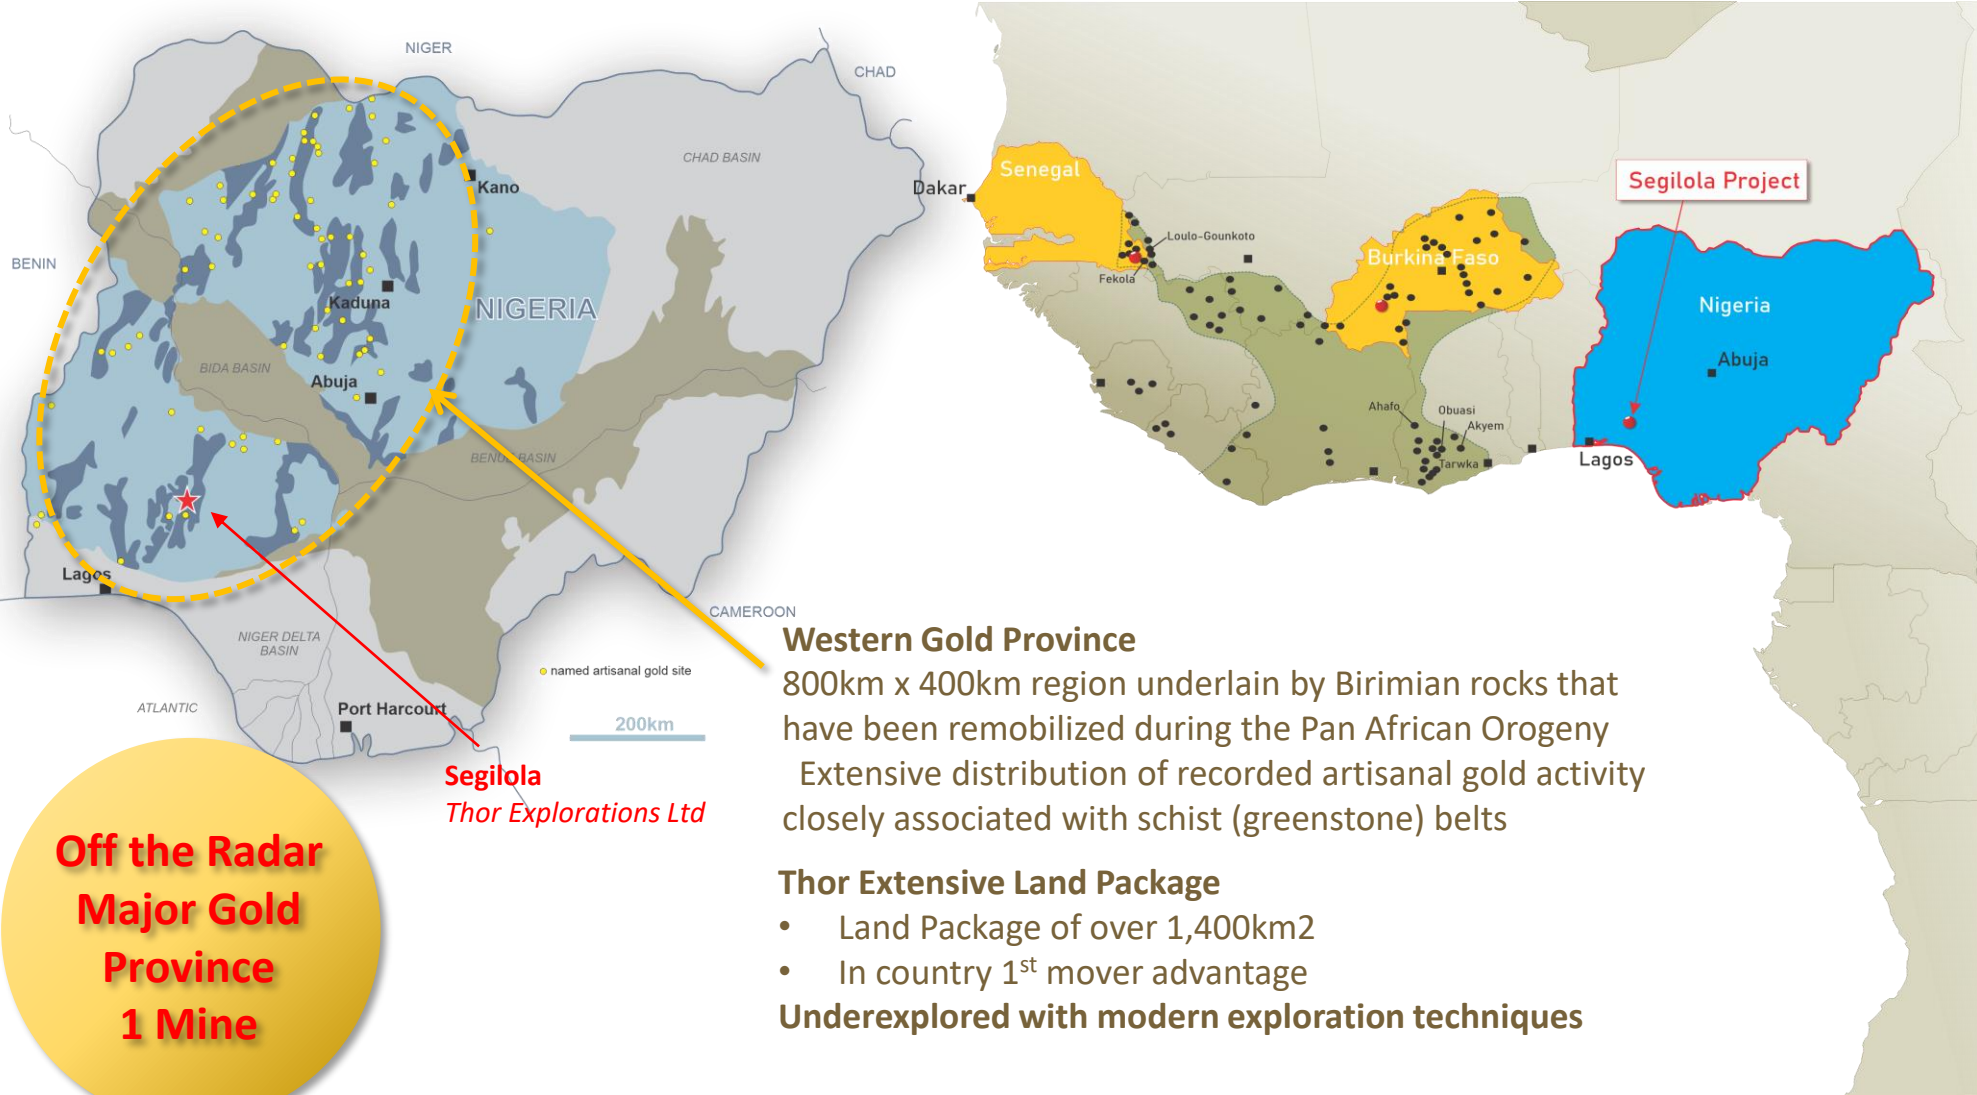 NIGER
CHAD
CHAD BASIN
Kano
BENIN
Kaduna
NIGERIA
BIDA BASIN
Abuja
BENUE BASIN
Lagos
CAMEROON
NIGER DELTA
BASIN
named artisanal gold site
ATLANTIC
Port Harcourt
200km
Segilola
Thor Explorations Ltd
Off the Radar
Major Gold
Province
1 Mine
Senegal
Dakar
Segilola Project
Loulo-Gounkoto
Fekola
Burkina Faso
Nigeria
Abuja
Ahafo
Obuasi
Akyem
Tarwka
Lagos
Western Gold Province
800km x 400km region underlain by Birimian rocks that
have been remobilized during the Pan African Orogeny
Extensive distribution of recorded artisanal gold activity
closely associated with schist (greenstone) belts
Thor Extensive Land Package
• Land Package of over 1,400km2
• In country 1st mover advantage
Underexplored with modern exploration techniques